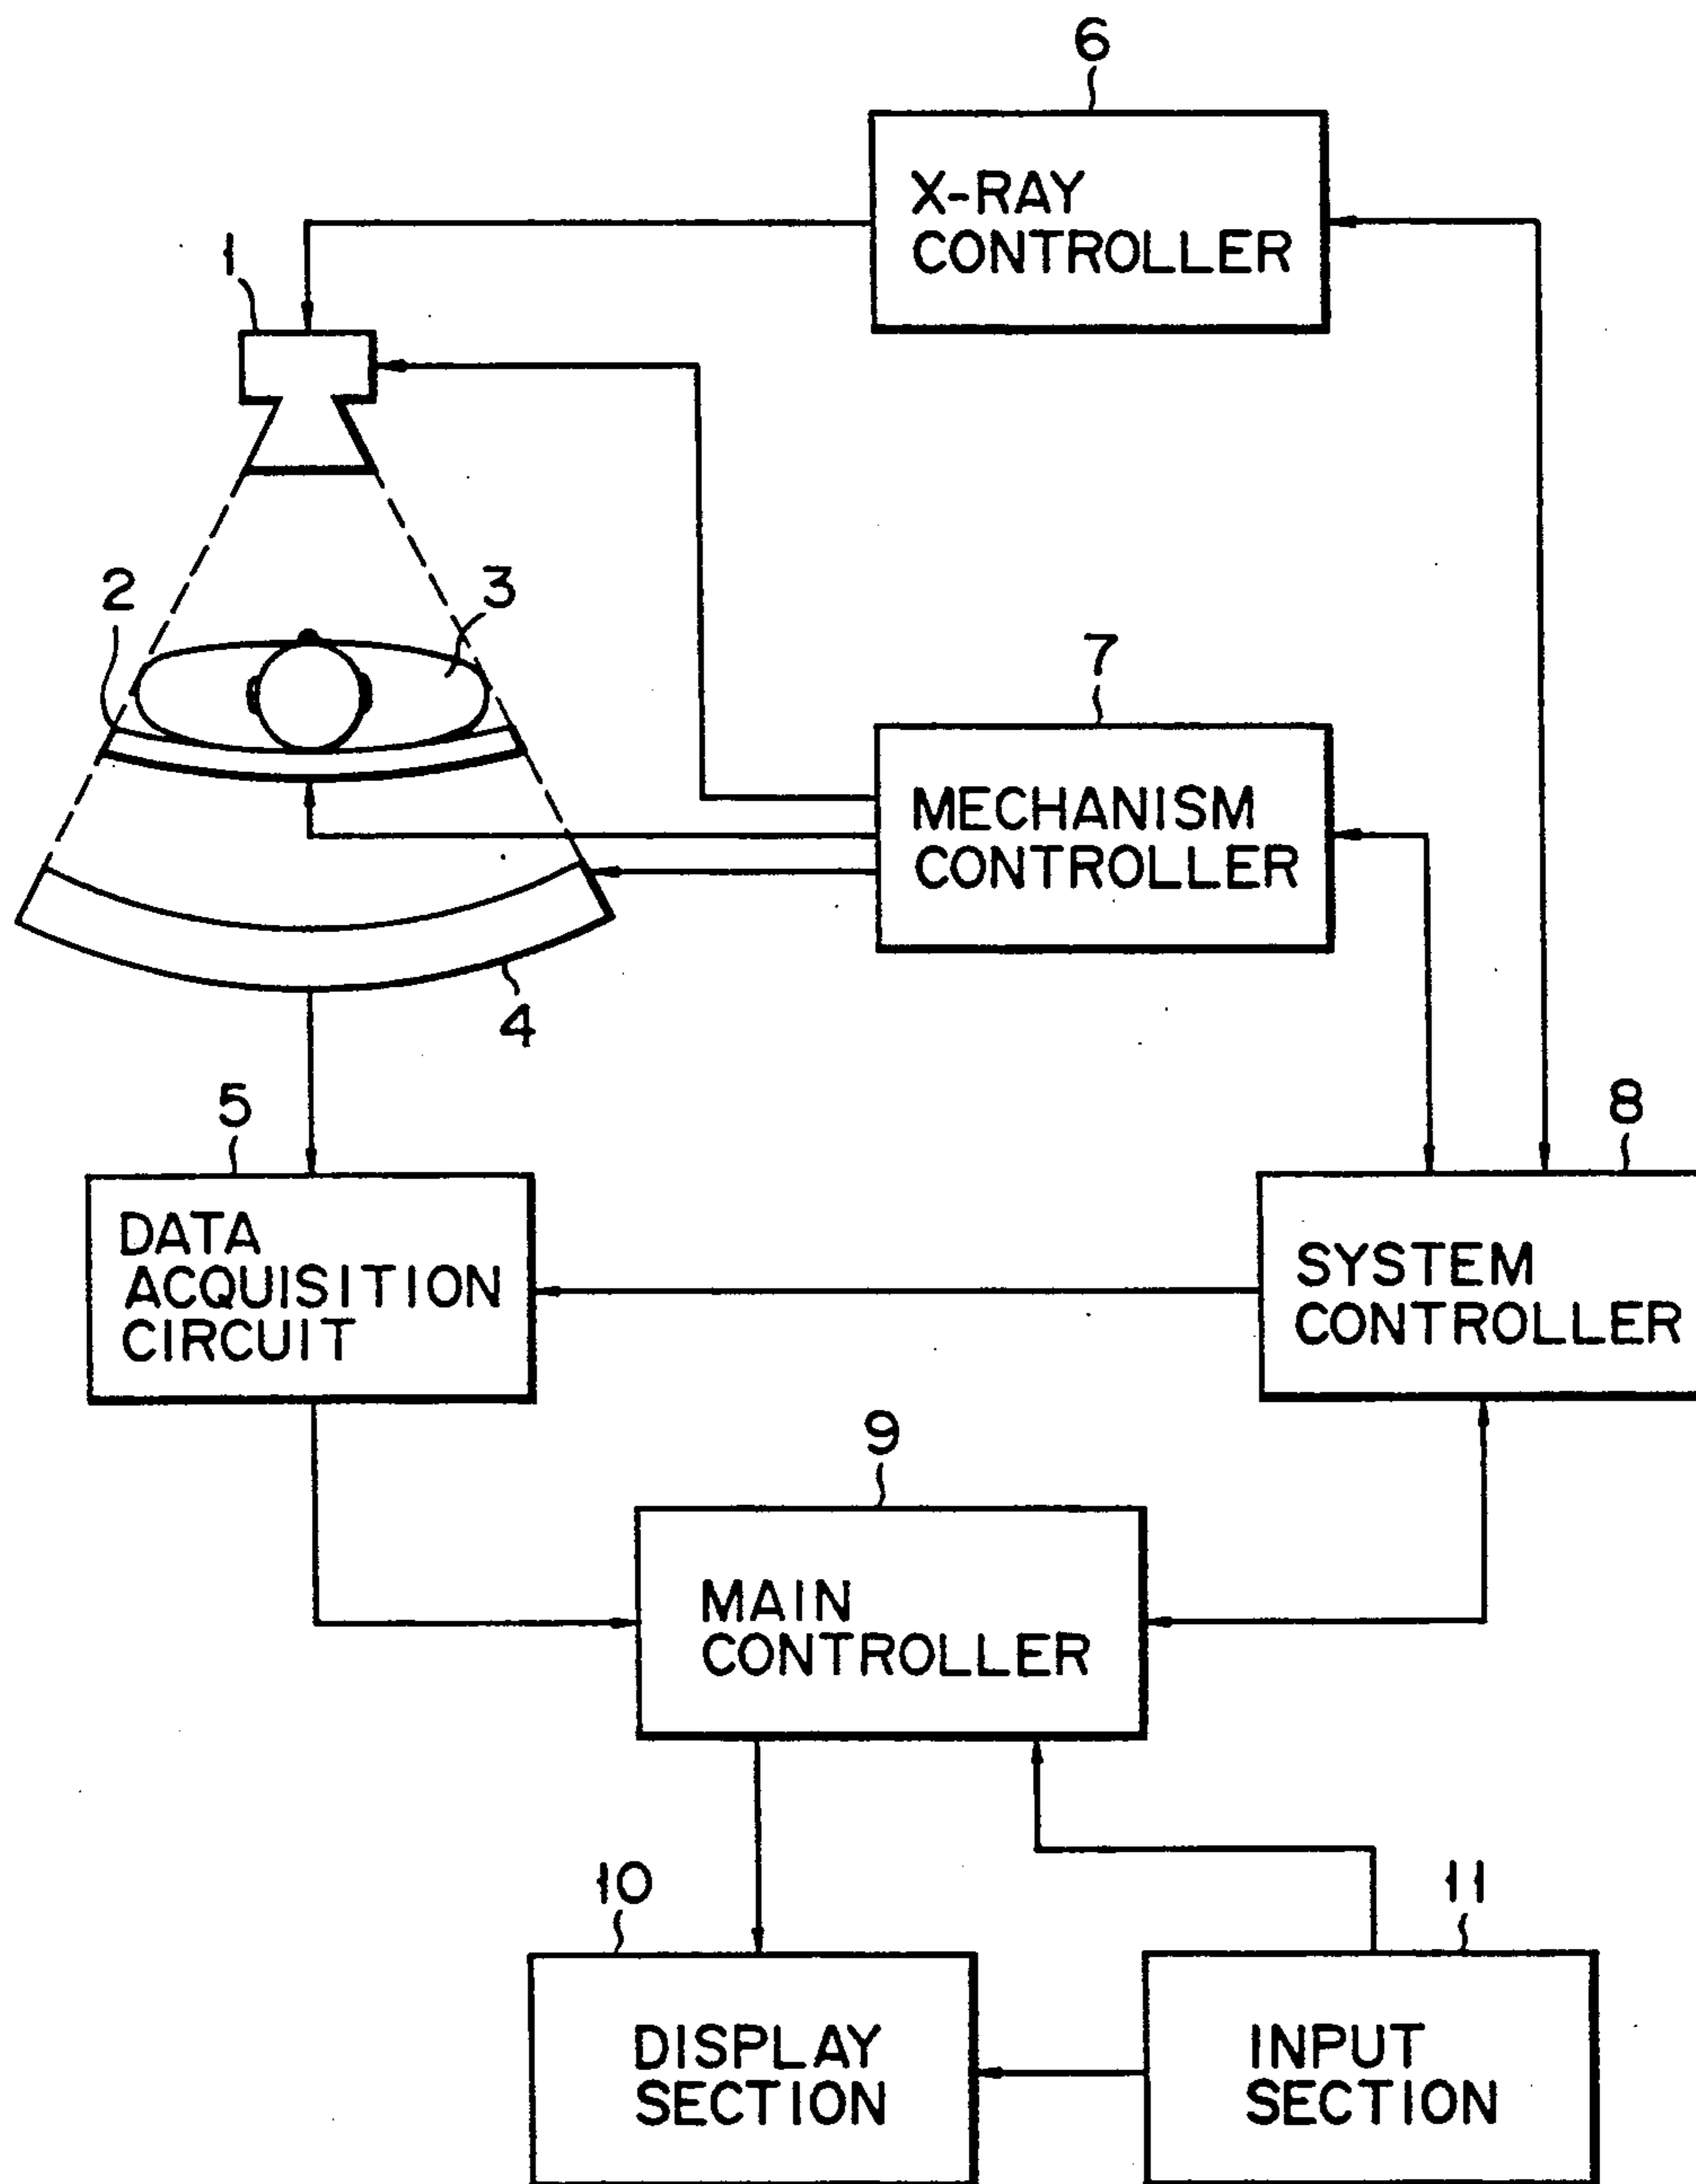 6
X-RAY
CONTROLLER
1
2
3
7
MECHANISM
CONTROLLER
4
5
8
DATA
ACQUISITION
CIRCUIT
SYSTEM
CONTROLLER
9
MAIN
CONTROLLER
10
11
DISPLAY
SECTION
INPUT
SECTION